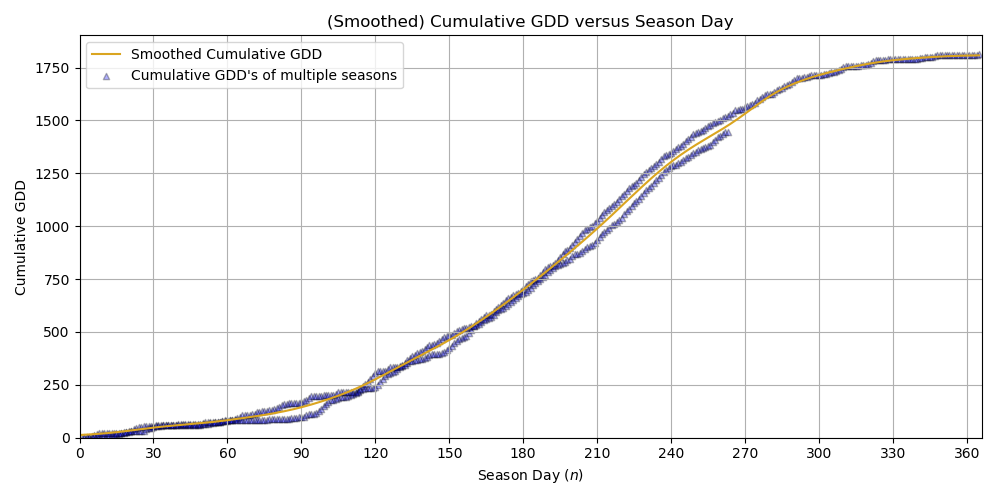 (Smoothed) Cumulative GDD versus Season Day
Smoothed Cumulative GDD
Cumulative GDD's of multiple seasons
Cumulative GDD
1750
1500
1250
1000
750
500
250
0
0 30 60 90 120 150 180 210 240 270 300 330 360
Season Day (n)